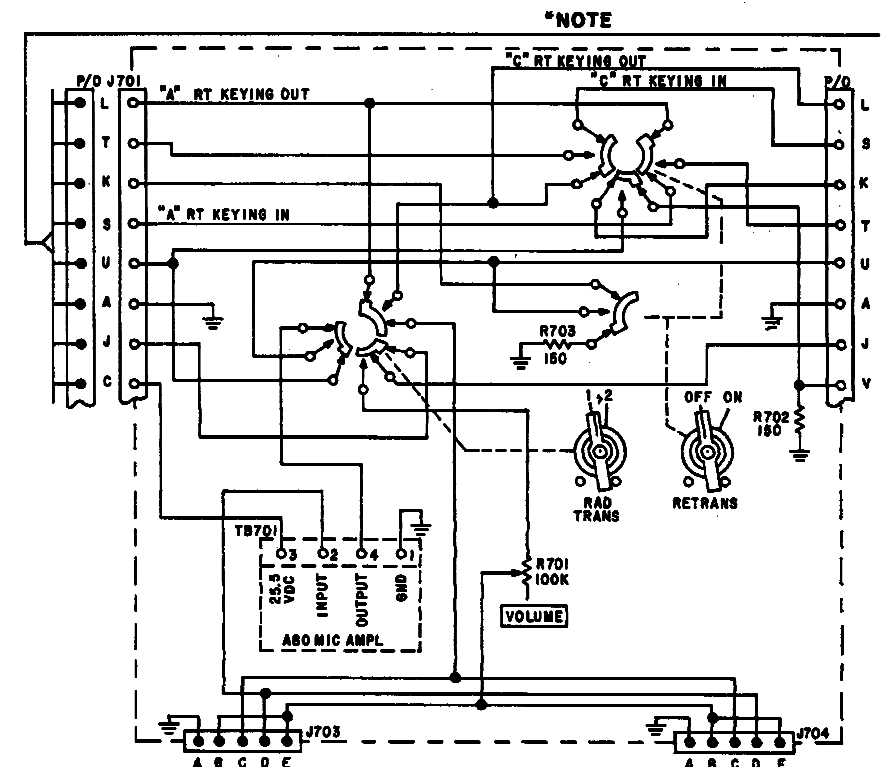 "NOTE
"C" RT KEYING OUT
P/O J701
"C" RT KEYING IN
P/O
"A" RT KEYING OUT
L
L
T
S
K
K
"A" RT KEYING IN
S
T
U
U
A
A
R703
150
J
J
C
V
1 2
OFF ON
R702
150
RAD
TRANS
RETRANS
TB701
3
2
4
1
25.5
VDC
INPUT
OUTPUT
GND
R701
100K
VOLUME
A60 MIC AMPL
J703
J704
A B C D E
A B C D E